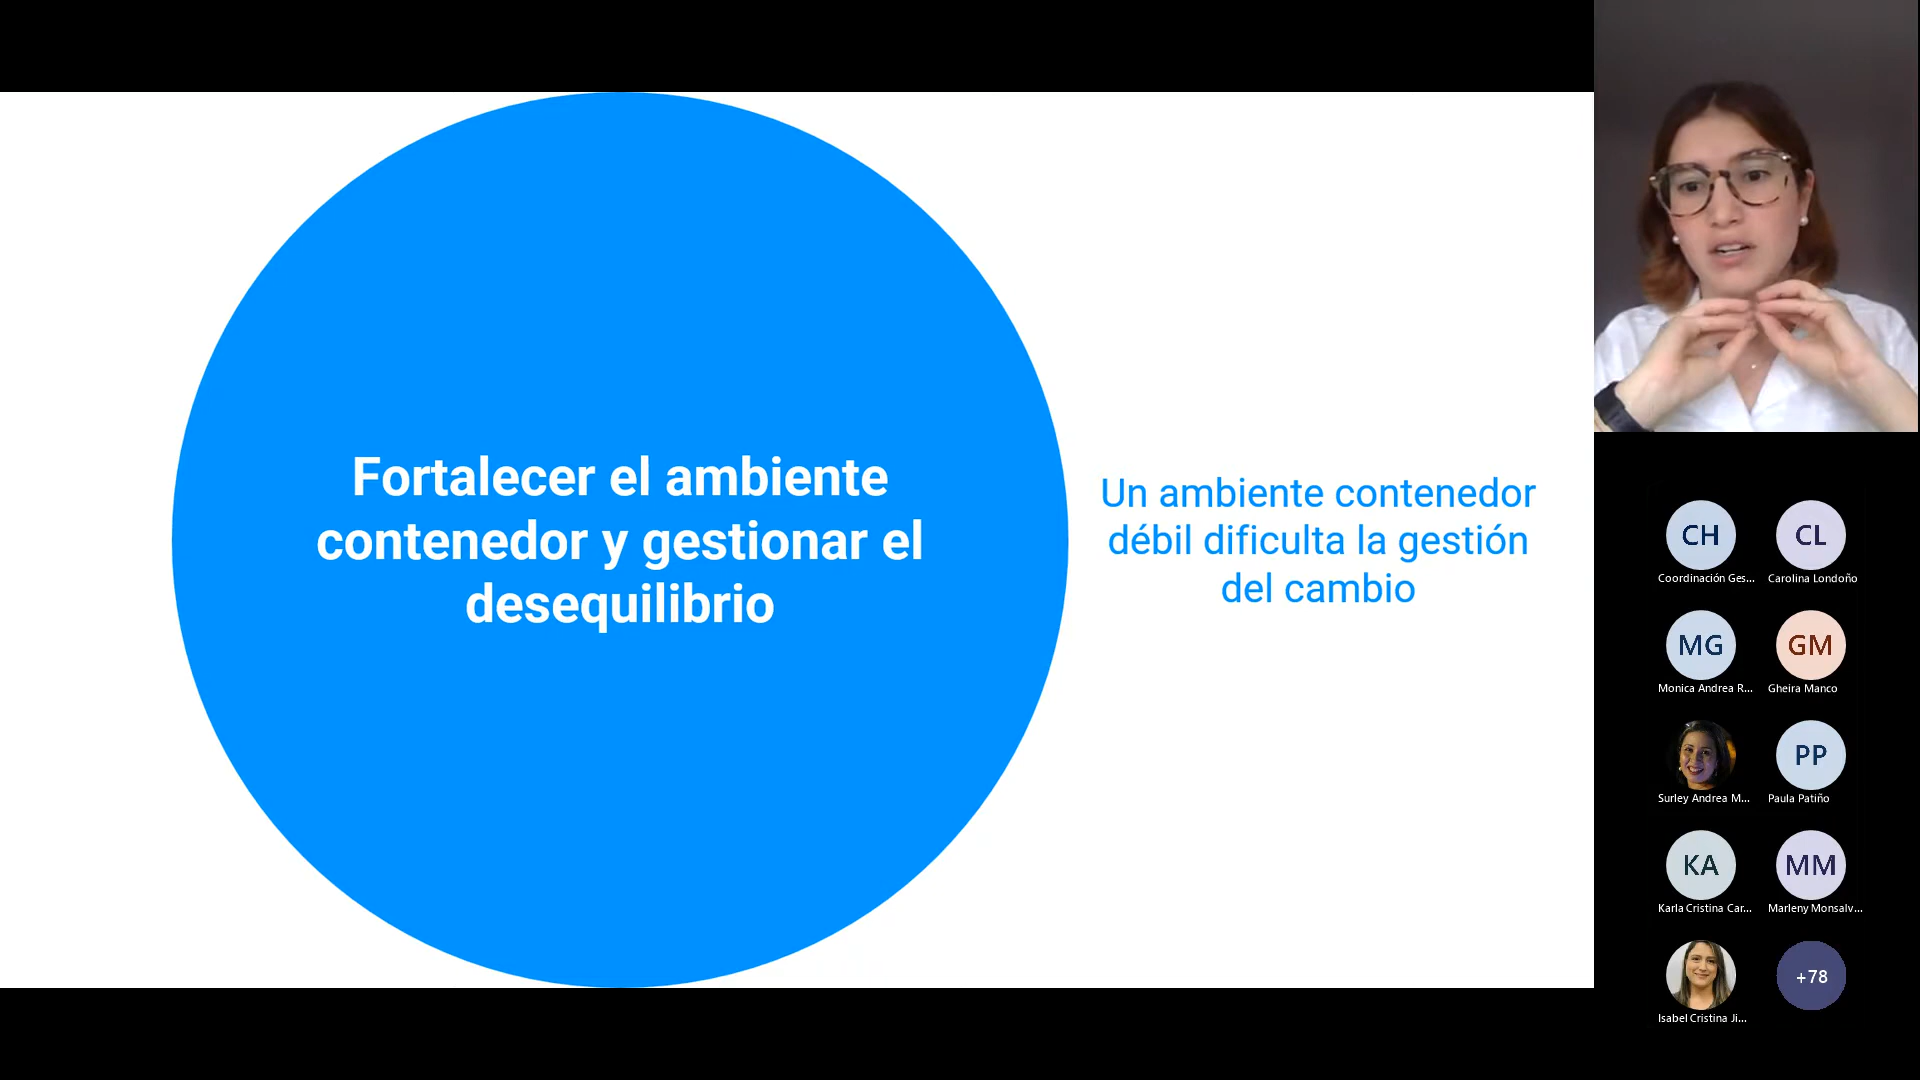 Fortalecer el ambiente
contenedor y gestionar el
desequilibrio
Un ambiente contenedor
débil dificulta la gestión
del cambio
CH
CL
Coordinación Ges...
Carolina Londoño
MG
GM
Monica Andrea R...
Gheira Manco
PP
Surley Andrea M...
Paula Patiño
KA
MM
Karla Cristina Car...
Marleny Monsalv...
+78
Isabel Cristina Ji...